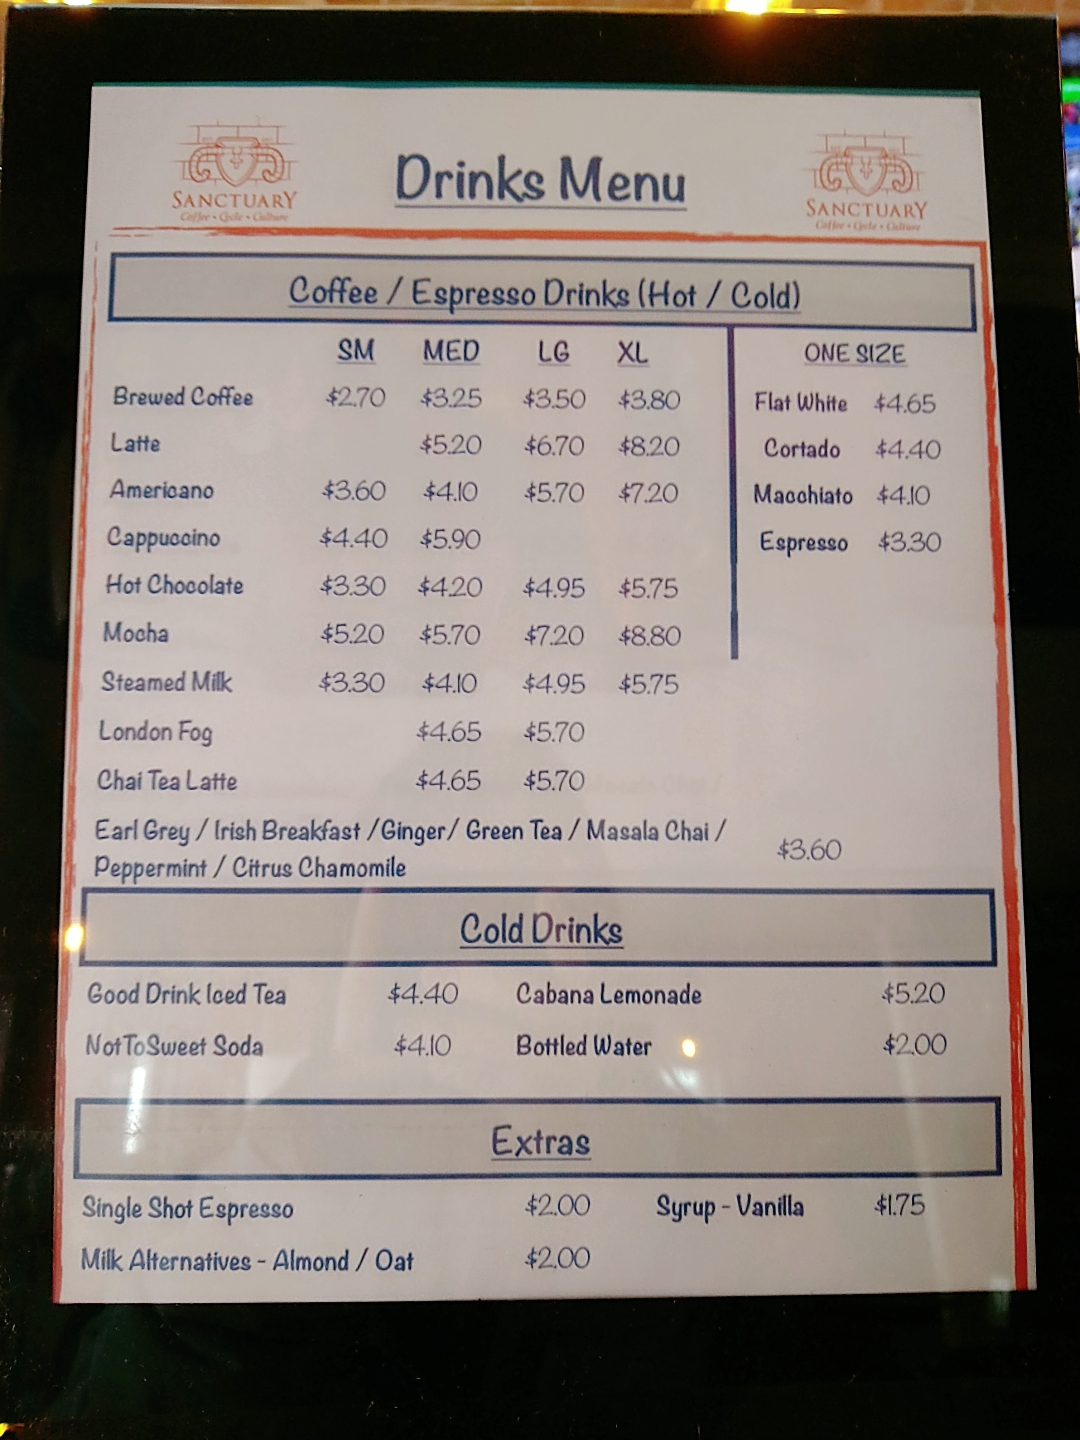 SANCTUARY
Coffee • Cycle • Culture
Drinks Menu
SANCTUARY
Coffee • Cycle • Culture
Coffee / Espresso Drinks (Hot / Cold)
SM MED LG XL
Brewed Coffee $2.70 $3.25 $3.50 $3.80
Latte $5.20 $6.70 $8.20
Americano $3.60 $4.10 $5.70 $7.20
Cappuccino $4.40 $5.90
Hot Chocolate $3.30 $4.20 $4.95 $5.75
Mocha $5.20 $5.70 $7.20 $8.80
Steamed Milk $3.30 $4.10 $4.95 $5.75
London Fog $4.65 $5.70
Chai Tea Latte $4.65 $5.70
ONE SIZE
Flat White $4.65
Cortado $4.40
Macchiato $4.10
Espresso $3.30
Earl Grey / Irish Breakfast /Ginger/ Green Tea / Masala Chai /
Peppermint / Citrus Chamomile $3.60
Cold Drinks
Good Drink Iced Tea $4.40 Cabana Lemonade $5.20
NotToSweet Soda $4.10 Bottled Water $2.00
Extras
Single Shot Espresso $2.00 Syrup - Vanilla $1.75
Milk Alternatives - Almond / Oat $2.00